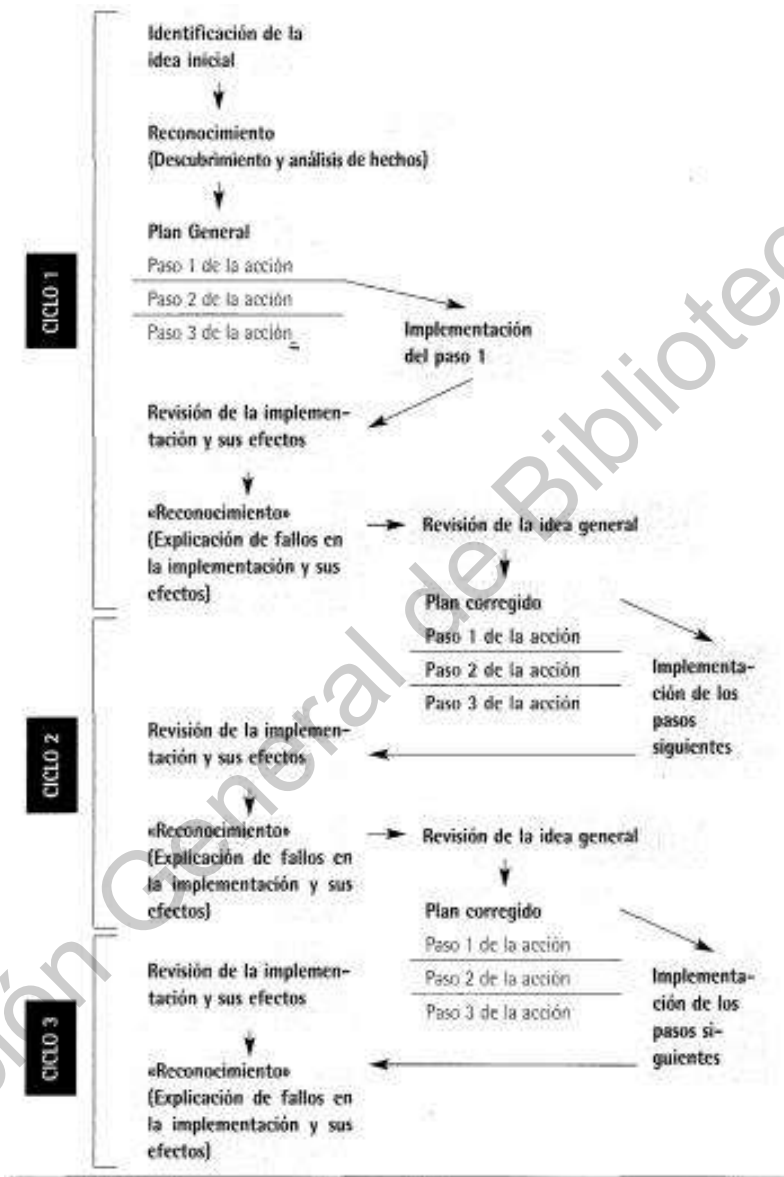 Identificación de la
idea inicial
Reconocimiento
(Descubrimiento y análisis de hechos)
Plan General
Paso 1 de la acción
Paso 2 de la acción
Paso 3 de la acción
CICLO 1
Implementación
del paso 1
Revisión de la implemen-
tación y sus efectos
«Reconocimiento»
(Explicación de fallos en
la implementación y sus
efectos)
Revisión de la idea general
Plan corregido
Paso 1 de la acción
Paso 2 de la acción
Paso 3 de la acción
Implementa-
ción de los
pasos
siguientes
CICLO 2
Revisión de la implemen-
tación y sus efectos
«Reconocimiento»
(Explicación de fallos en
la implementación y sus
efectos)
Revisión de la idea general
Plan corregido
Paso 1 de la acción
Paso 2 de la acción
Paso 3 de la acción
Implementa-
ción de los
pasos si-
guientes
CICLO 3
Revisión de la implemen-
tación y sus efectos
«Reconocimiento»
(Explicación de fallos en
la implementación y sus
efectos)
ión General de Bibliotec